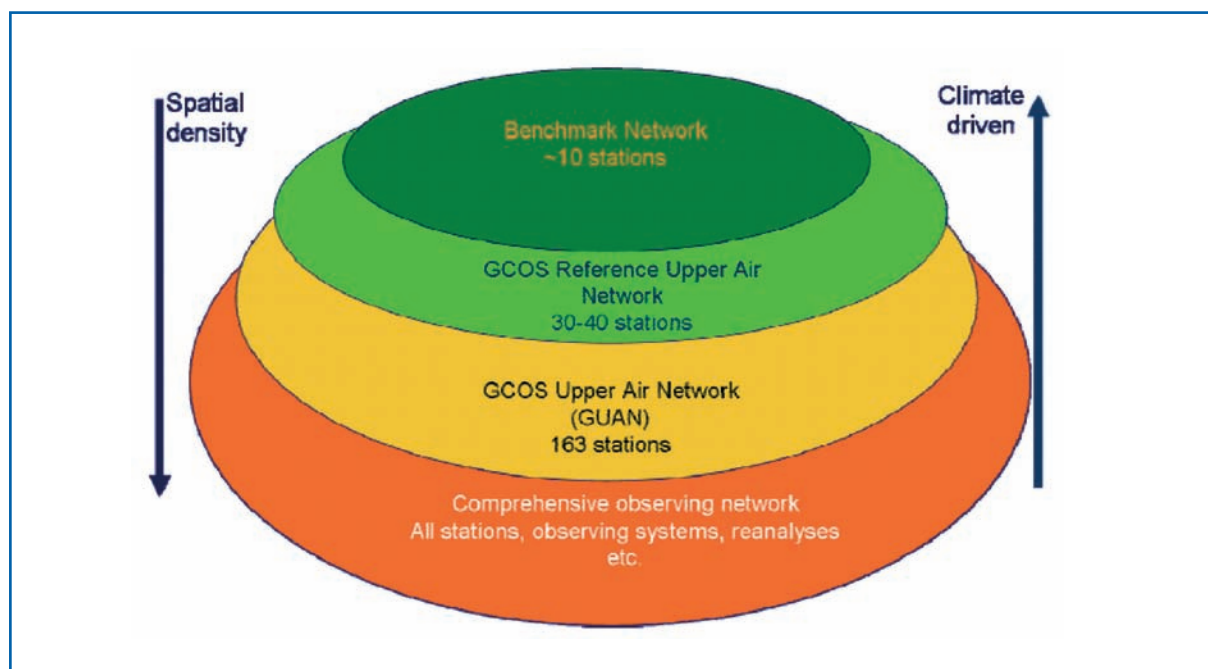 Spatial
density
Climate
driven
Benchmark Network
~10 stations
GCOS Reference Upper Air
Network
30-40 stations
GCOS Upper Air Network
(GUAN)
163 stations
Comprehensive observing network
All stations, observing systems, reanalyses
etc.